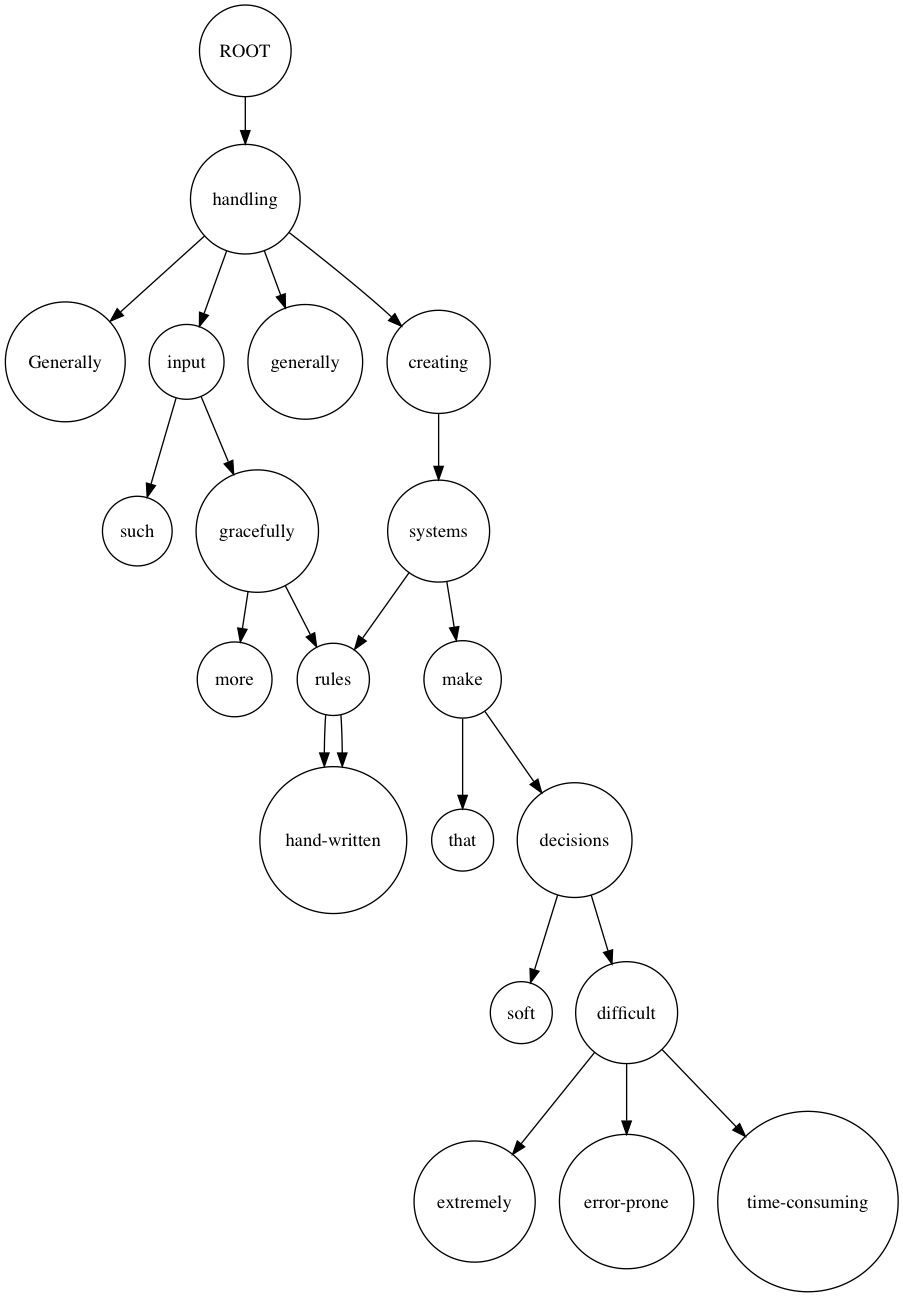 ROOT
handling
Generally
input
generally
creating
such
gracefully
systems
more
rules
make
hand-written
that
decisions
soft
difficult
extremely
error-prone
time-consuming